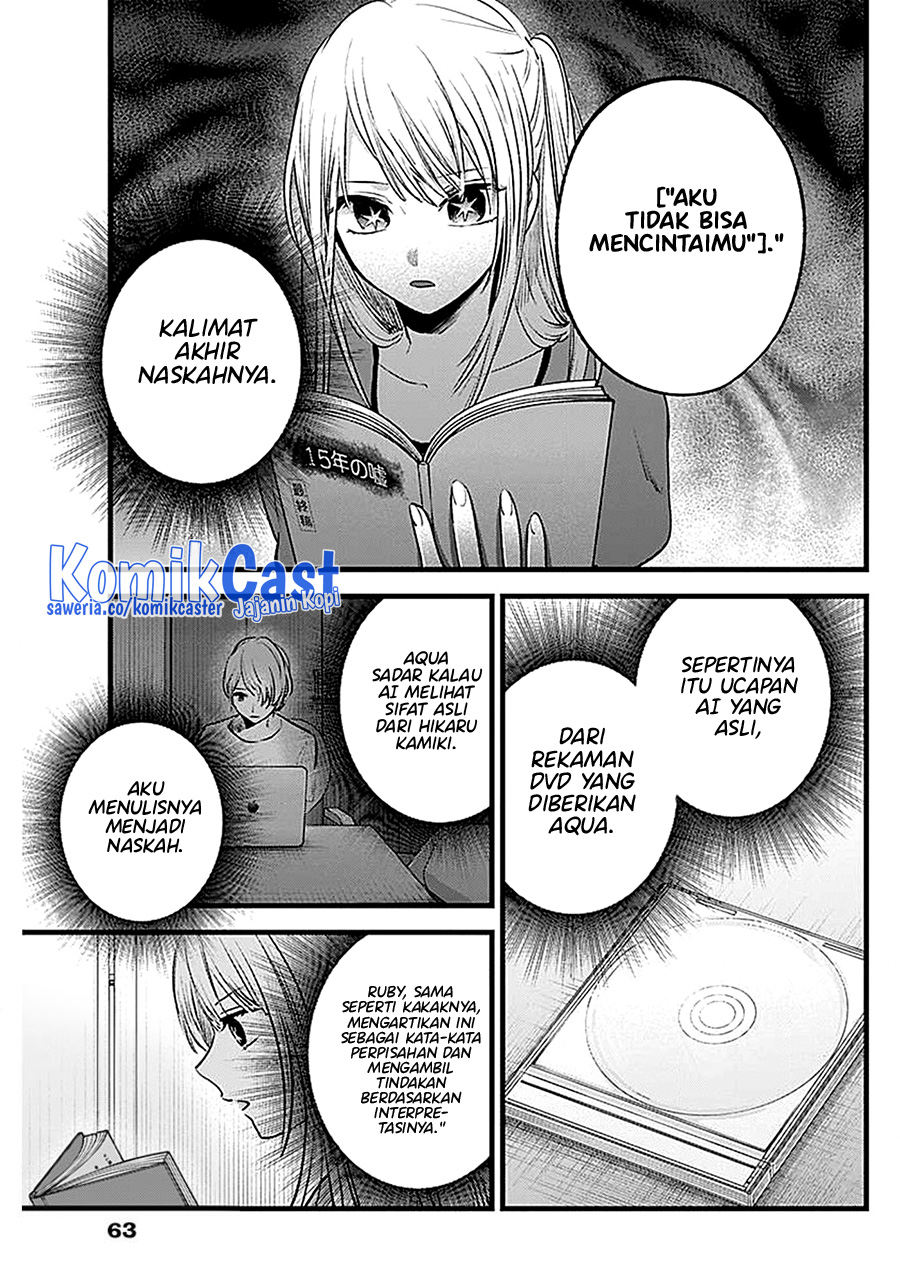 ["AKU
TIDAK BISA
MENCINTAIMU"]."
KALIMAT
AKHIR
NASKAHNYA.
15年の嘘
最終稿
KomikCast
saweria.co/komikcaster Jajanin Kopi
SEPERTINYA
ITU UCAPAN
AI YANG
ASLI,
DARI
REKAMAN
DVD YANG
DIBERIKAN
AQUA.
AQUA
SADAR KALAU
AI MELIHAT
SIFAT ASLI
DARI HIKARU
KAMIKI.
AKU
MENULISNYA
MENJADI
NASKAH.
RUBY, SAMA
SEPERTI KAKAKNYA,
MENGARTIKAN INI
SEBAGAI KATA-KATA
PERPISAHAN DAN
MENGAMBIL
TINDAKAN
BERDASARKAN
INTERPRE-
TASINYA."
63